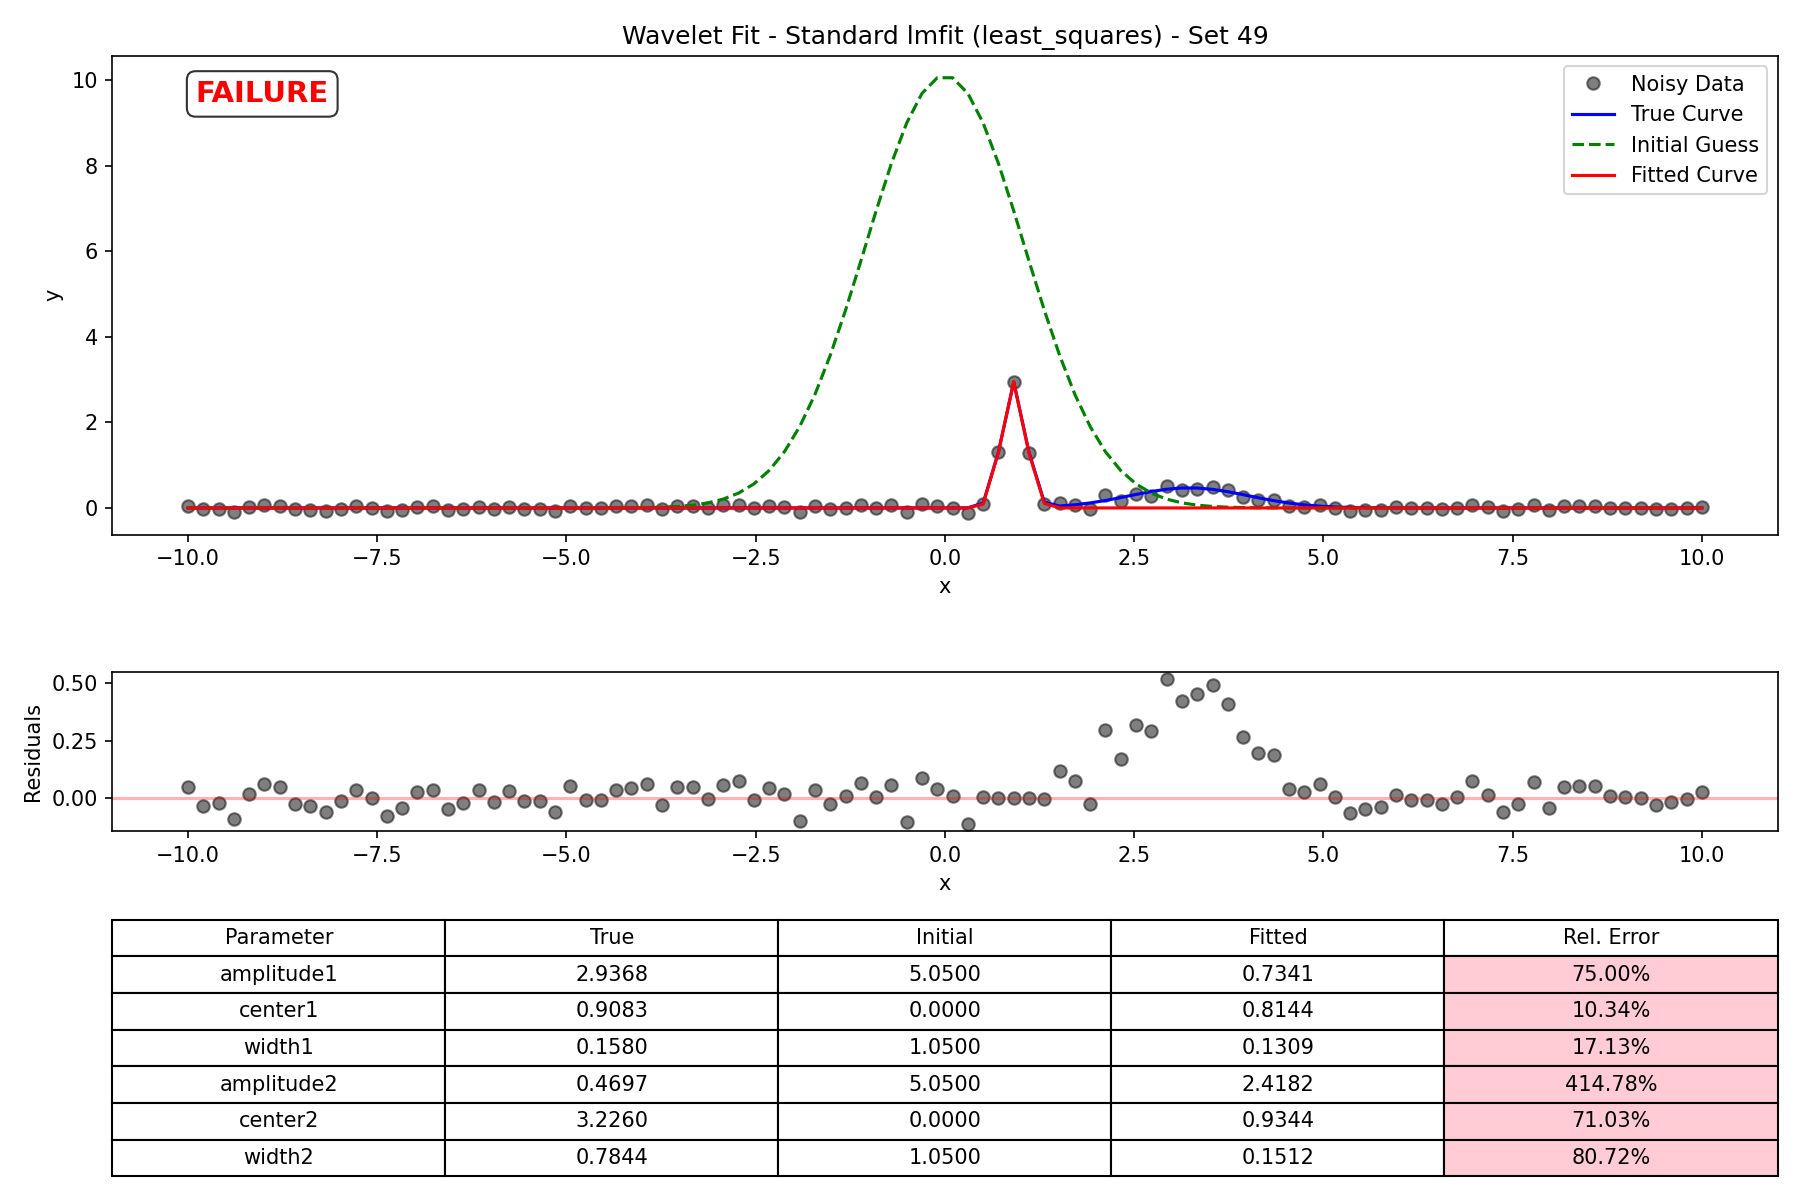 Wavelet Fit - Standard lmfit (least_squares) - Set 49
FAILURE
Noisy Data
True Curve
Initial Guess
Fitted Curve
y
10
8
6
4
2
0
−10.0 −7.5 −5.0 −2.5 0.0 2.5 5.0 7.5 10.0
x
Residuals
0.50
0.25
0.00
−10.0 −7.5 −5.0 −2.5 0.0 2.5 5.0 7.5 10.0
x
Parameter True Initial Fitted Rel. Error
amplitude1 2.9368 5.0500 0.7341 75.00%
center1 0.9083 0.0000 0.8144 10.34%
width1 0.1580 1.0500 0.1309 17.13%
amplitude2 0.4697 5.0500 2.4182 414.78%
center2 3.2260 0.0000 0.9344 71.03%
width2 0.7844 1.0500 0.1512 80.72%